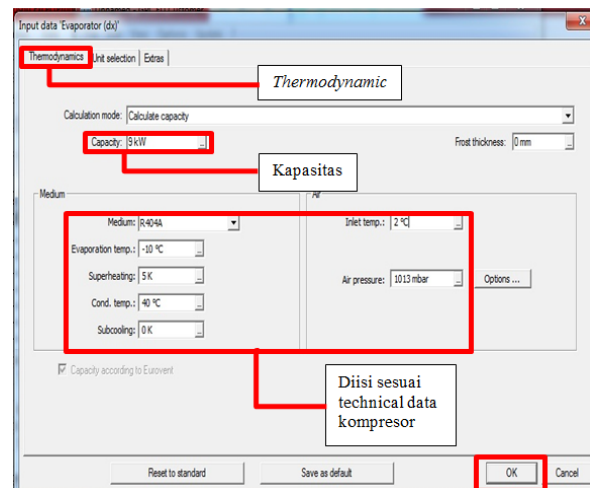 Input data 'Evaporator (dx)'
Thermodynamics Unit selection Extras
Thermodynamic
Calculation mode: Calculate capacity
Capacity: 9 kW ...
Frost thickness: 0 mm ...
Kapasitas
Medium
Air
Medium: R404A
Inlet temp.: 2 °C ...
Evaporation temp.: -10 °C ...
Superheating: 5 K ...
Air pressure: 1013 mbar ... Options ...
Cond. temp.: 40 °C ...
Subcooling: 0 K ...
Capacity according to Eurovent
Diisi sesuai
technical data
kompresor
Reset to standard Save as default OK Cancel